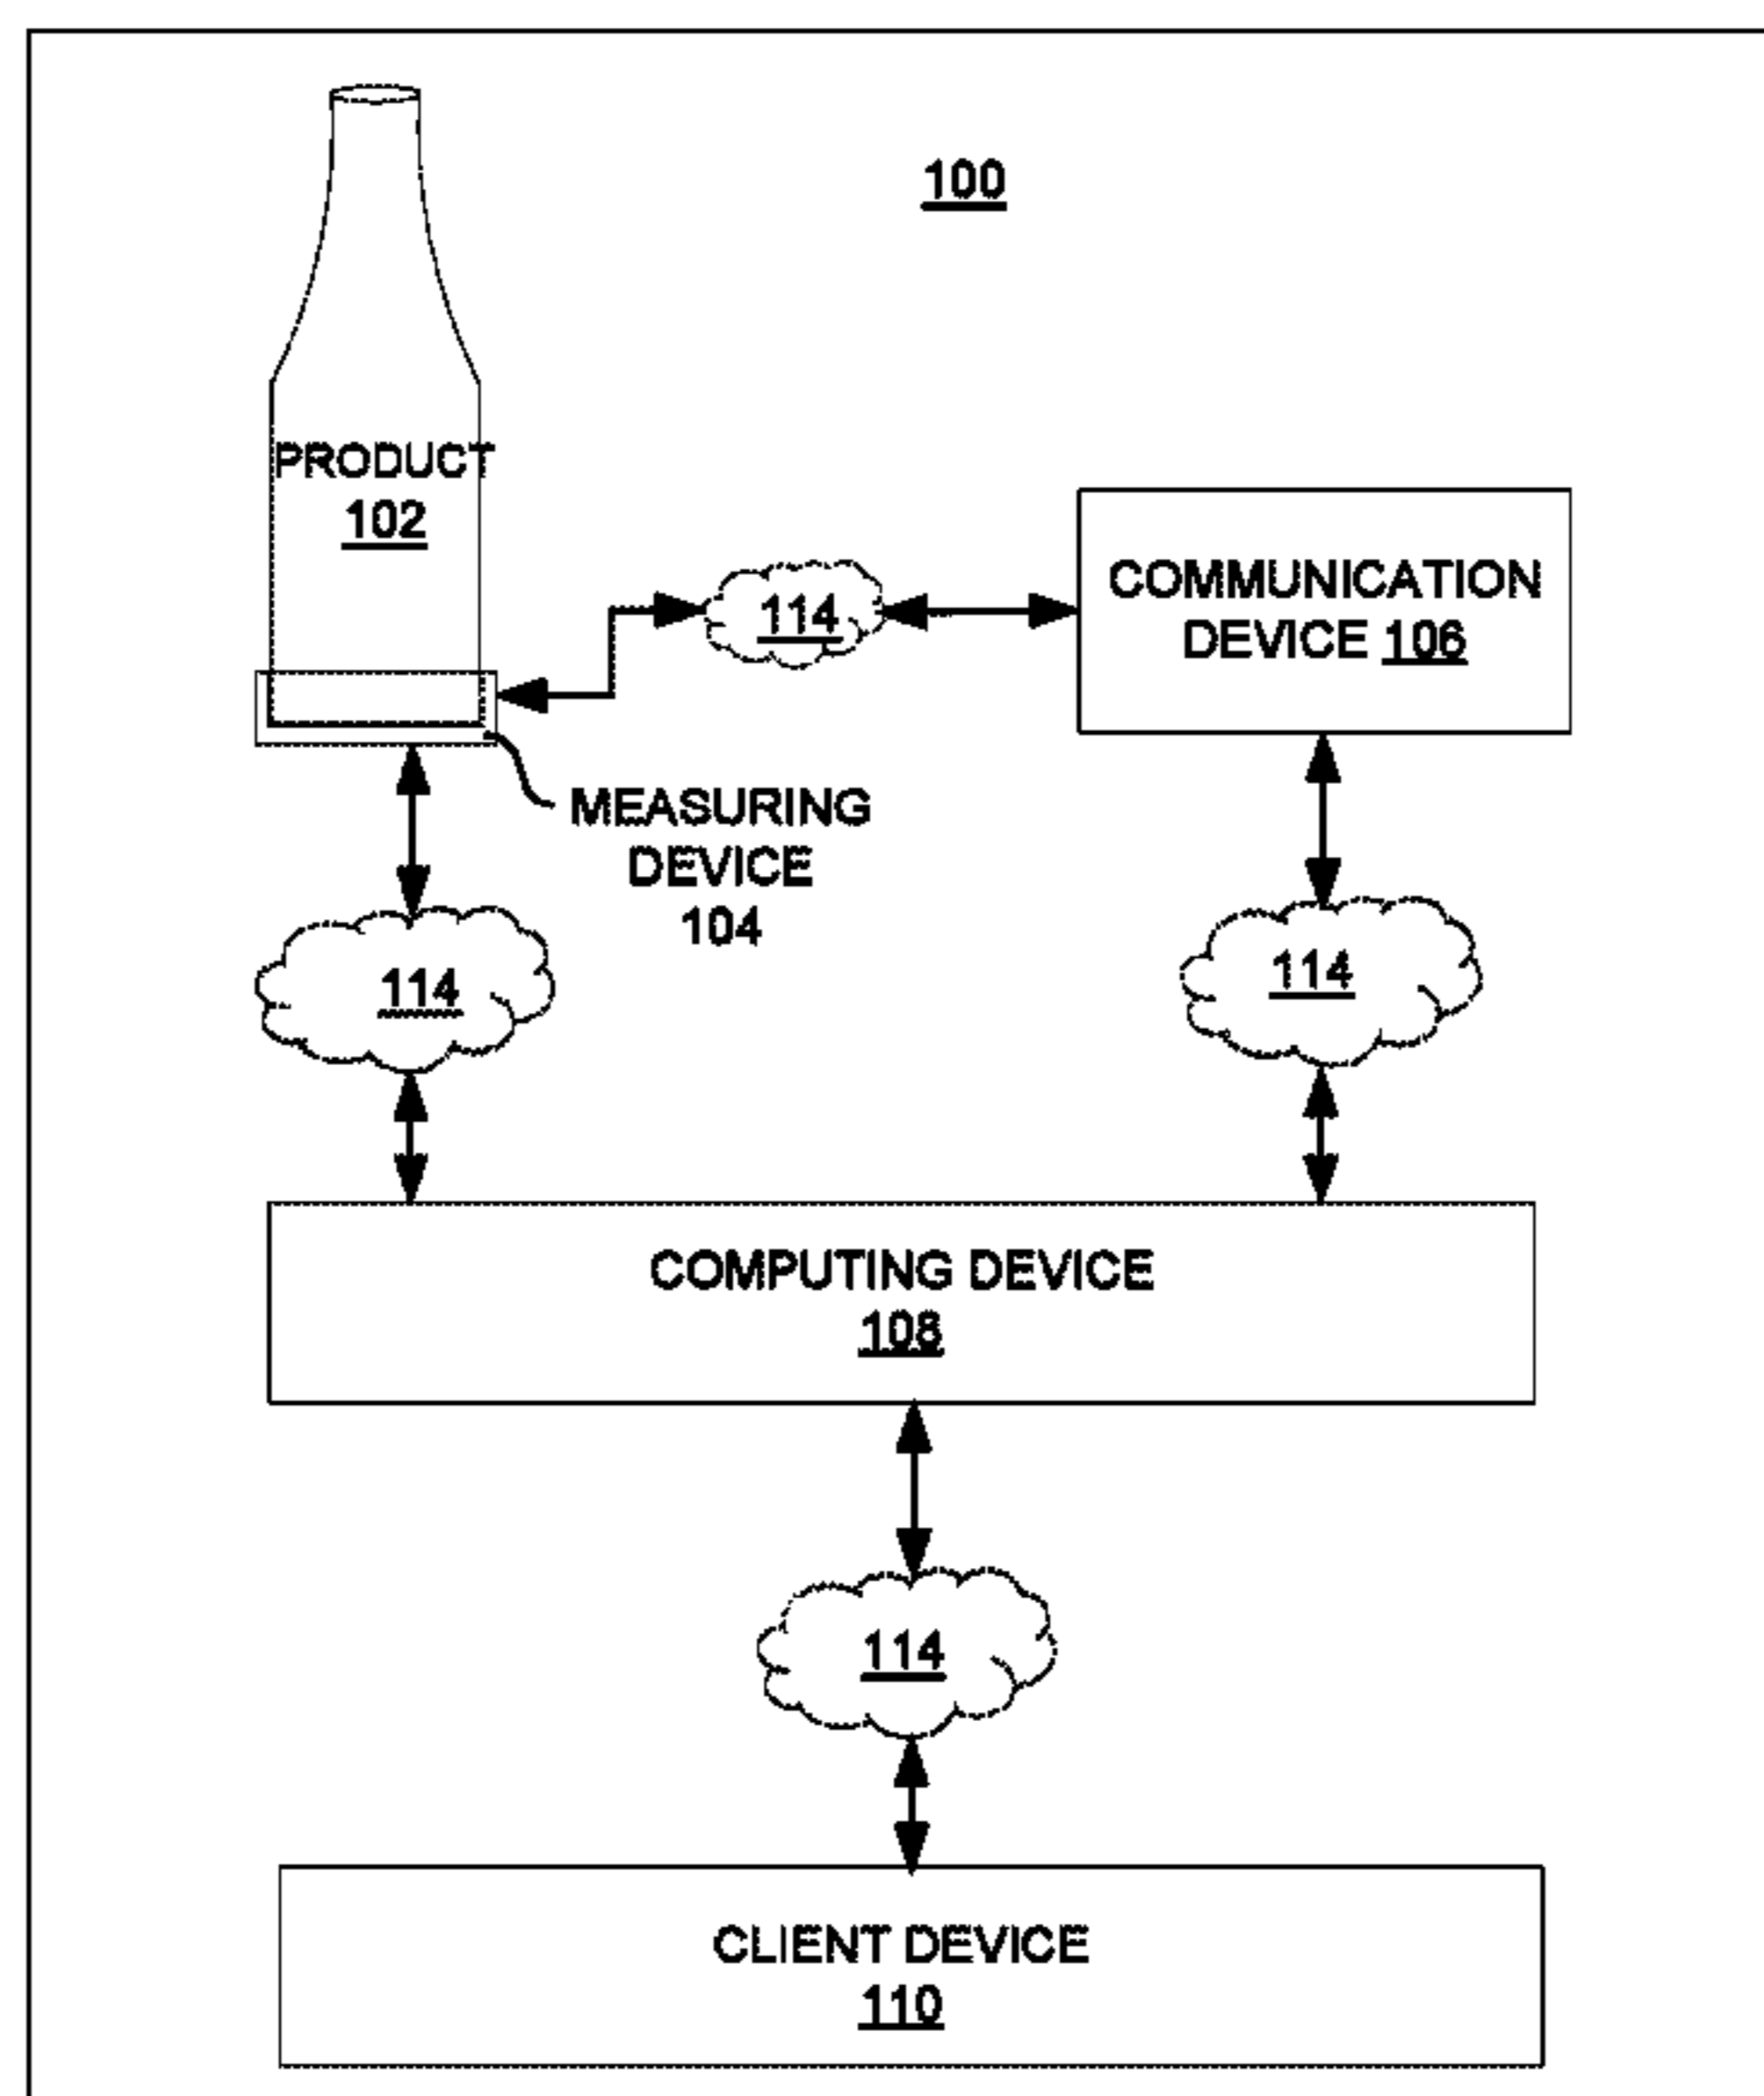 100
PRODUCT
102
114
COMMUNICATION
DEVICE 106
MEASURING
DEVICE
104
114
114
COMPUTING DEVICE
108
114
CLIENT DEVICE
110